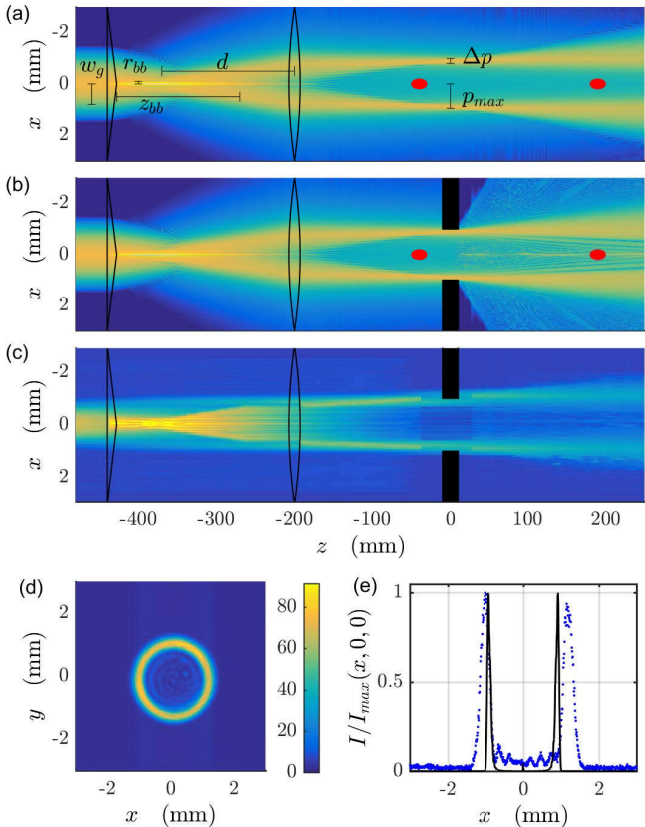 (a)
-2
0
2
x (mm)
w_g
r_bb
d
z_bb
Δp
p_max
(b)
-2
0
2
x (mm)
(c)
-2
0
2
x (mm)
-400 -300 -200 -100 0 100 200
z (mm)
(d)
2
0
-2
y (mm)
-2 0 2
x (mm)
80
60
40
20
0
(e)
1
0.5
0
I/I_max(x, 0, 0)
-2 0 2
x (mm)